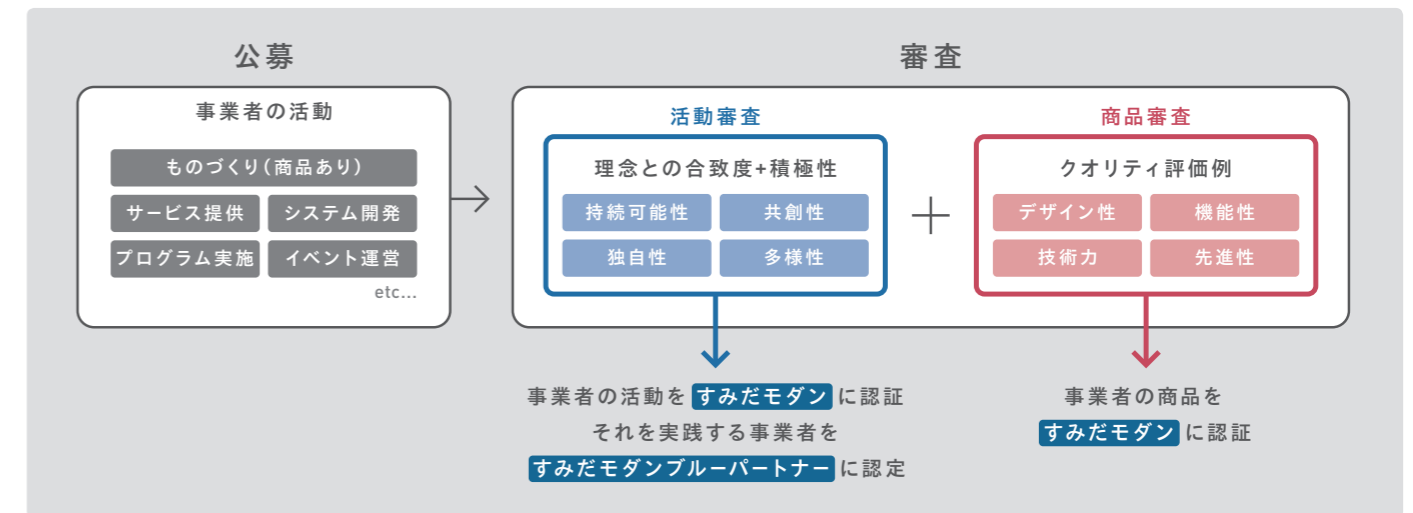 公募
事業者の活動
ものづくり(商品あり)
サービス提供
システム開発
プログラム実施
イベント運営
etc...
審査
活動審査
理念との合致度+積極性
持続可能性
共創性
独自性
多様性
+
商品審査
クオリティ評価例
デザイン性
機能性
技術力
先進性
事業者の活動を すみだモダン に認証
それを実践する事業者を
すみだモダンブルーパートナー に認定
事業者の商品を
すみだモダン に認証